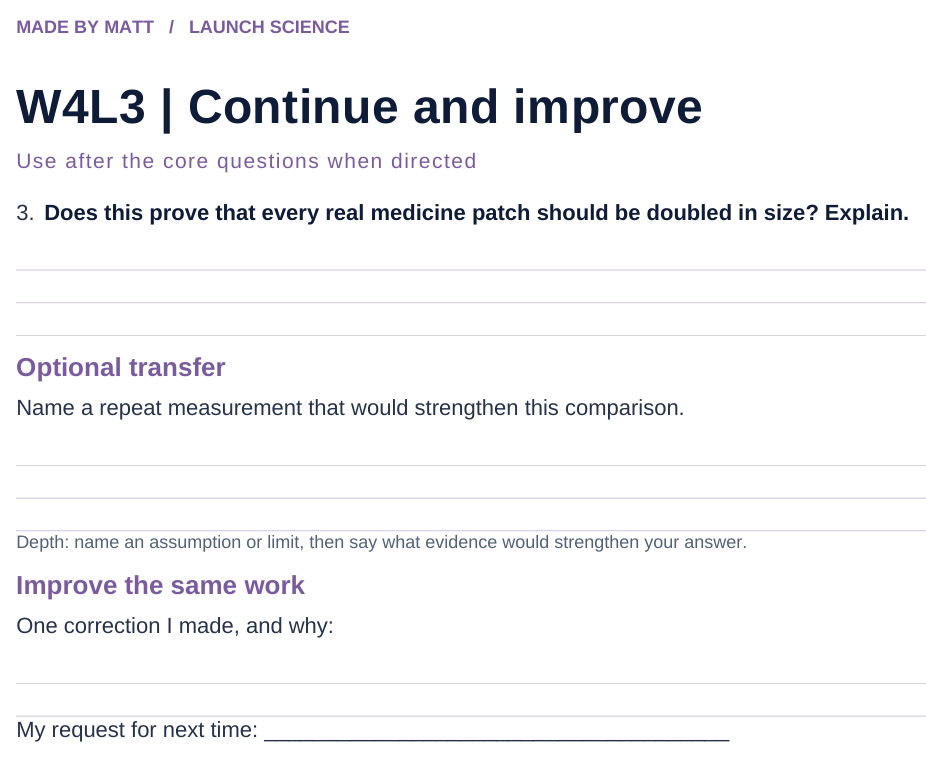 MADE BY MATT / LAUNCH SCIENCE
W4L3 | Continue and improve
Use after the core questions when directed
3. Does this prove that every real medicine patch should be doubled in size? Explain.
Optional transfer
Name a repeat measurement that would strengthen this comparison.
Depth: name an assumption or limit, then say what evidence would strengthen your answer.
Improve the same work
One correction I made, and why:
My request for next time: ______________________________________